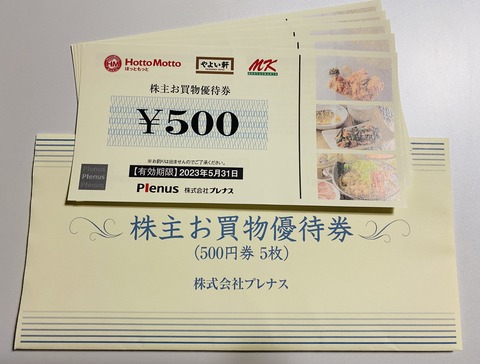 HM HottoMotto ほっともっと やよい軒 MK RESTAURANTS
株主お買物優待券
¥500
※お釣りは出ませんのでご了承ください。
【有効期限】2023年5月31日
Plenus 株式会社プレナス
Plenus
Plenus
Plenus
株主お買物優待券
(500円券 5枚)
株式会社プレナス